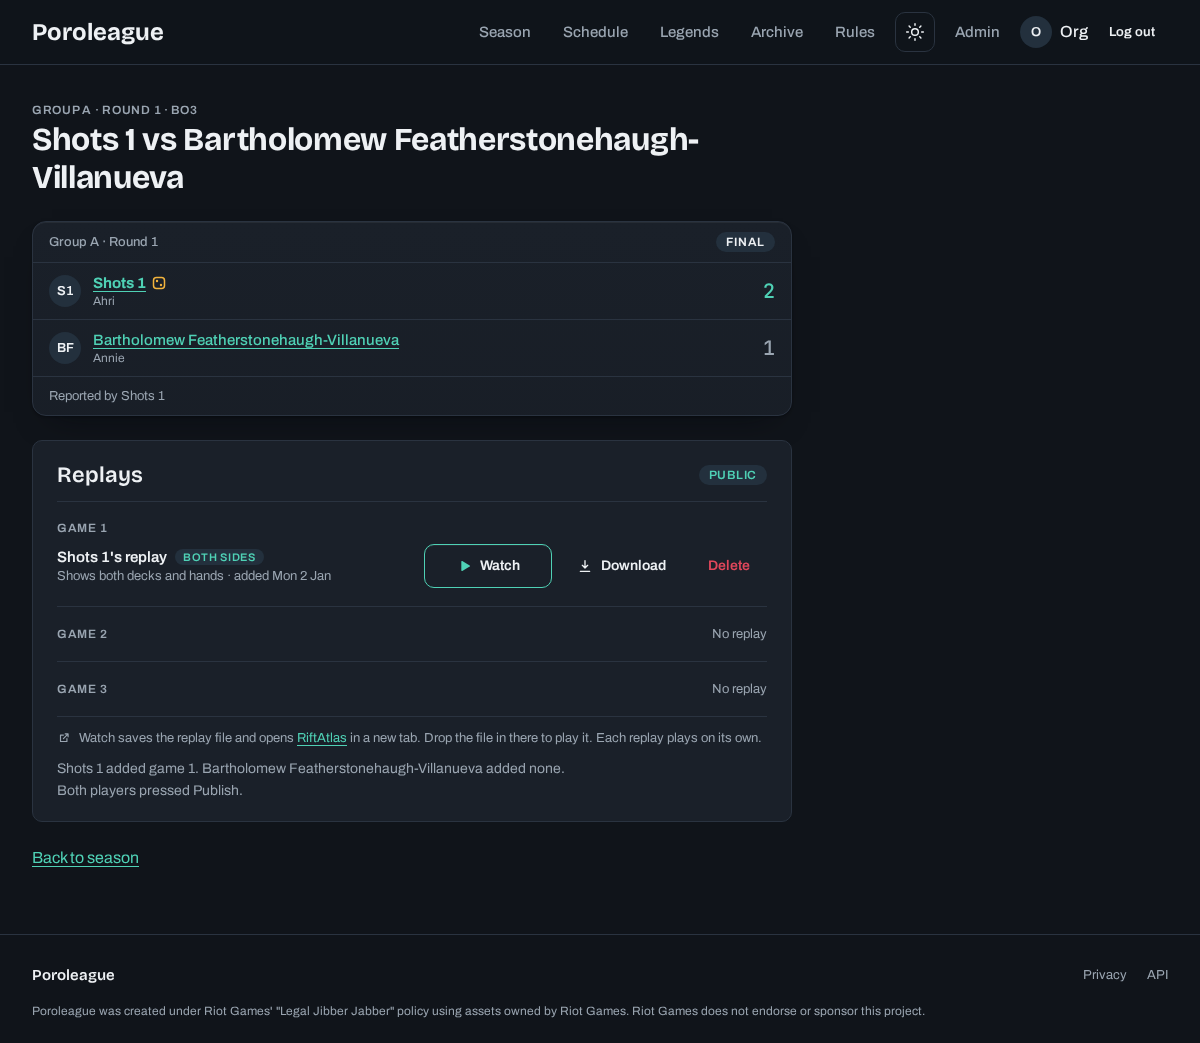 Poroleague
Season Schedule Legends Archive Rules Admin O Org Log out
GROUP A · ROUND 1 · BO3
Shots 1 vs Bartholomew Featherstonehaugh-
Villanueva
Group A · Round 1 FINAL
S1 Shots 1 2
Ahri
BF Bartholomew Featherstonehaugh-Villanueva 1
Annie
Reported by Shots 1
Replays PUBLIC
GAME 1
Shots 1's replay BOTH SIDES Watch Download Delete
Shows both decks and hands · added Mon 2 Jan
GAME 2 No replay
GAME 3 No replay
Watch saves the replay file and opens RiftAtlas in a new tab. Drop the file in there to play it. Each replay plays on its own.
Shots 1 added game 1. Bartholomew Featherstonehaugh-Villanueva added none.
Both players pressed Publish.
Back to season
Poroleague Privacy API
Poroleague was created under Riot Games' "Legal Jibber Jabber" policy using assets owned by Riot Games. Riot Games does not endorse or sponsor this project.